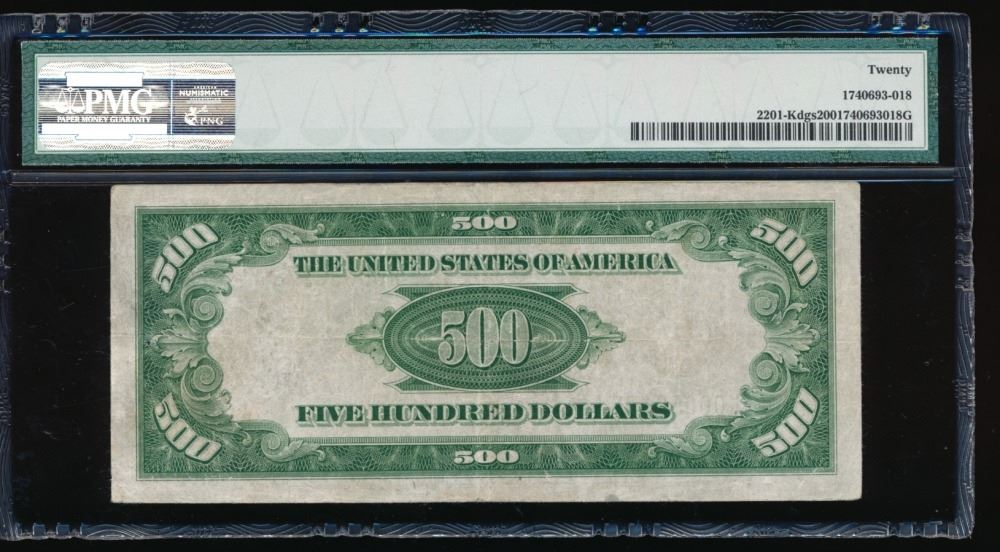 PMG
PAPER MONEY GUARANTY
AMERICAN
NUMISMATIC
ASSOCIATION
PNG
Twenty
1740693-018
2201-Kdgs2001740693018G
500
500
500
THE UNITED STATES OF AMERICA
500
FIVE HUNDRED DOLLARS
500
500
500